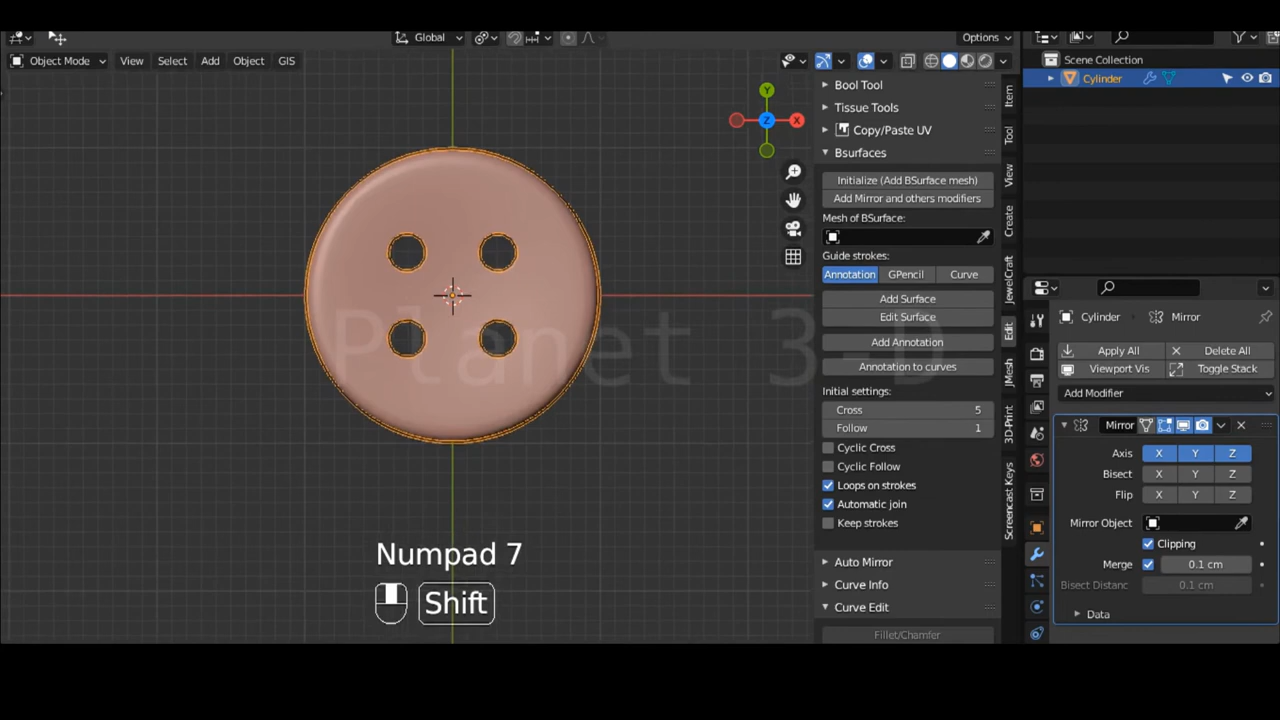 Global
Options
Object Mode
View
Select
Add
Object
GIS
Y
X
Z
Bool Tool
Tissue Tools
Copy/Paste UV
Bsurfaces
Initialize (Add BSurface mesh)
Add Mirror and others modifiers
Mesh of BSurface:
Guide strokes:
Annotation
GPencil
Curve
Add Surface
Edit Surface
Add Annotation
Annotation to curves
Initial settings:
Cross 5
Follow 1
Cyclic Cross
Cyclic Follow
Loops on strokes
Automatic join
Keep strokes
Auto Mirror
Curve Info
Curve Edit
Fillet/Chamfer
Item
Tool
View
Create
JewelCraft
Edit
JMesh
3D-Print
Screencast Keys
Scene Collection
Cylinder
Cylinder
Mirror
Apply All
Delete All
Viewport Vis
Toggle Stack
Add Modifier
Mirror
Axis X Y Z
Bisect X Y Z
Flip X Y Z
Mirror Object
Clipping
Merge 0.1 cm
Bisect Distanc 0.1 cm
Data
Planet 3-D
Numpad 7
Shift